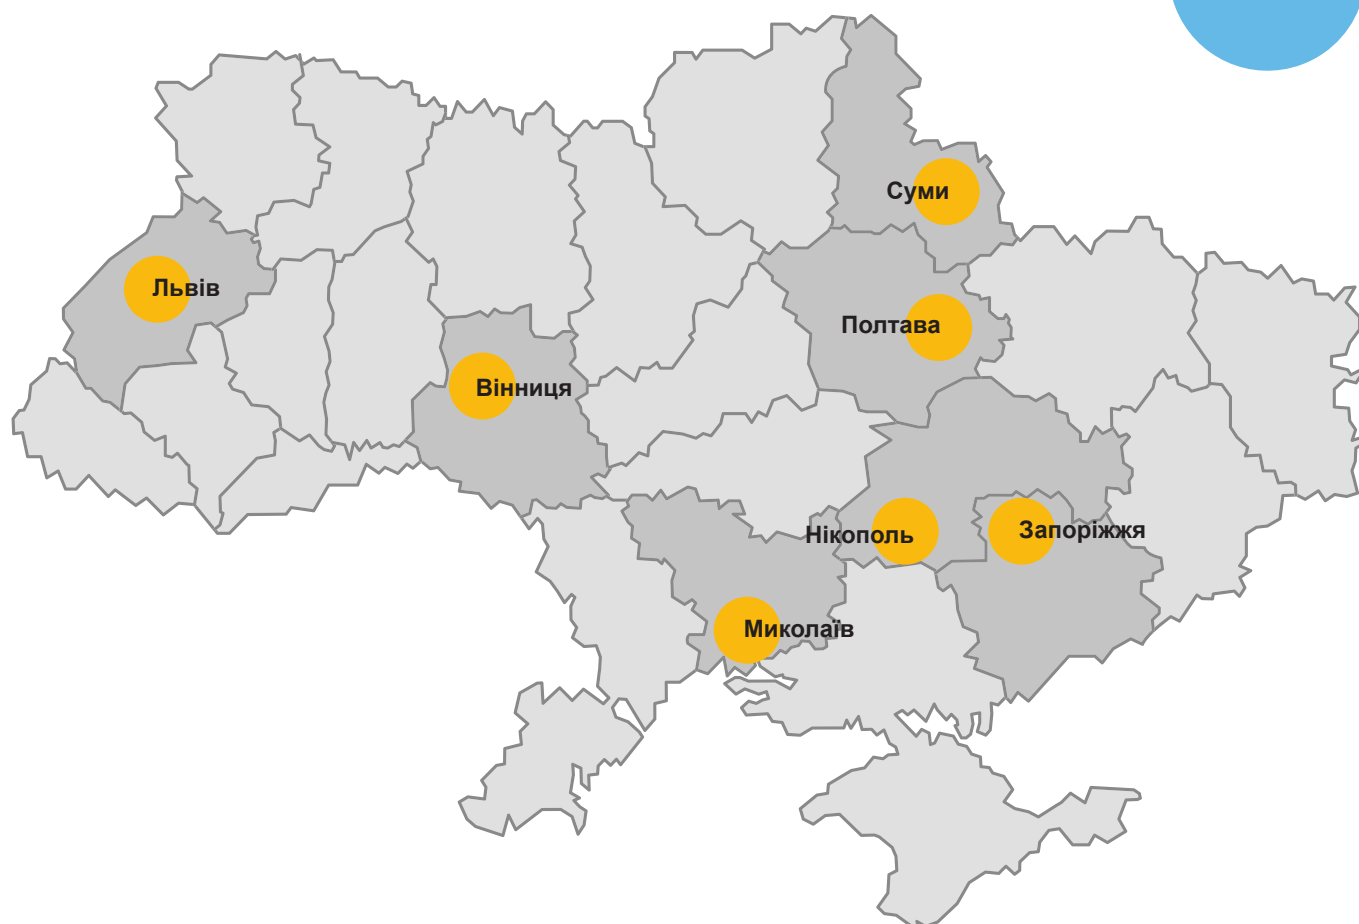 Суми
Львів
Полтава
Вінниця
Нікополь
Запоріжжя
Миколаїв